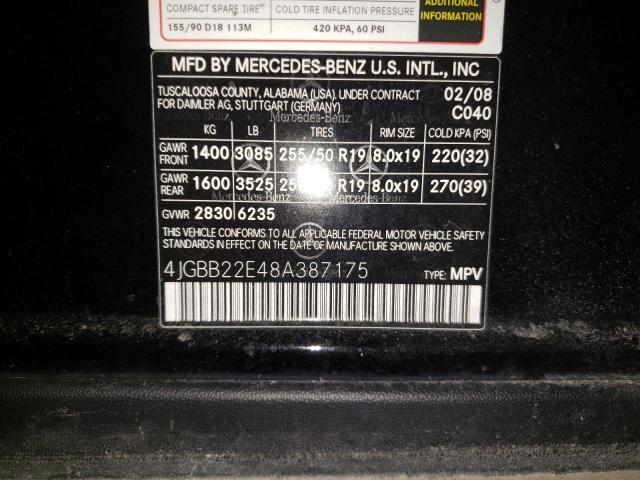 COMPACT SPARE TIRE COLD TIRE INFLATION PRESSURE ADDITIONAL
155/90 D18 113M 420 KPA, 60 PSI INFORMATION
MFD BY MERCEDES-BENZ U.S. INTL., INC
TUSCALOOSA COUNTY, ALABAMA (USA), UNDER CONTRACT 02/08
FOR DAIMLER AG, STUTTGART (GERMANY) C040
Mercedes-Benz
KG LB TIRES RIM SIZE COLD KPA (PSI)
GAWR FRONT 1400 3085 255/50 R19 8.0x19 220(32)
GAWR REAR 1600 3525 R19 8.0x19 270(39)
Mercedes-Benz
GVWR 2830 6235
THIS VEHICLE CONFORMS TO ALL APPLICABLE FEDERAL MOTOR VEHICLE SAFETY
STANDARDS IN EFFECT ON THE DATE OF MANUFACTURE SHOWN ABOVE.
4JGBB22E48A387175 TYPE: MPV